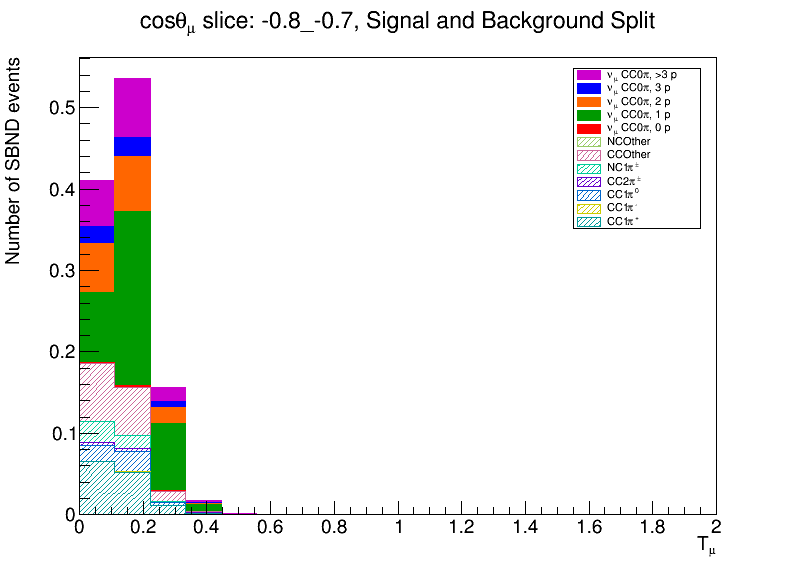 cosθμ slice: -0.8_-0.7, Signal and Background Split
Number of SBND events
νμ CC0π, >3 p
νμ CC0π, 3 p
νμ CC0π, 2 p
νμ CC0π, 1 p
νμ CC0π, 0 p
NCOther
CCOther
NC1π±
CC2π±
CC1π⁰
CC1π⁻
CC1π⁺
0.5
0.4
0.3
0.2
0.1
0
0 0.2 0.4 0.6 0.8 1 1.2 1.4 1.6 1.8 2
Tμ